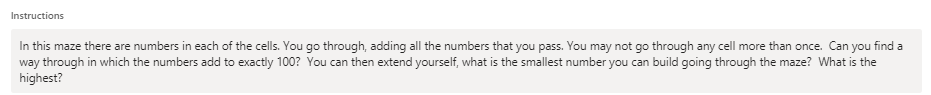 Instructions
In this maze there are numbers in each of the cells. You go through, adding all the numbers that you pass. You may not go through any cell more than once.  Can you find a
way through in which the numbers add to exactly 100?  You can then extend yourself, what is the smallest number you can build going through the maze?  What is the
highest?